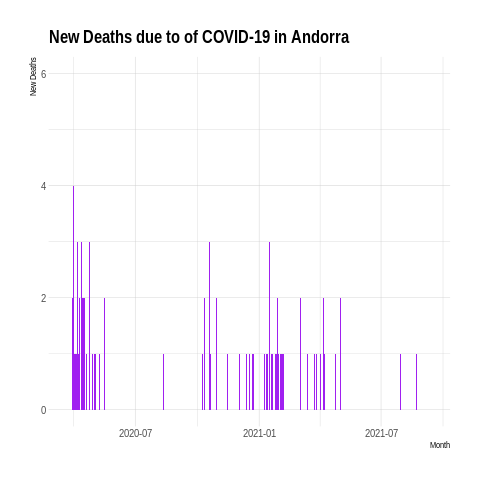 New Deaths due to of COVID-19 in Andorra
New Deaths
6
4
2
0
2020-07
2021-01
2021-07
Month